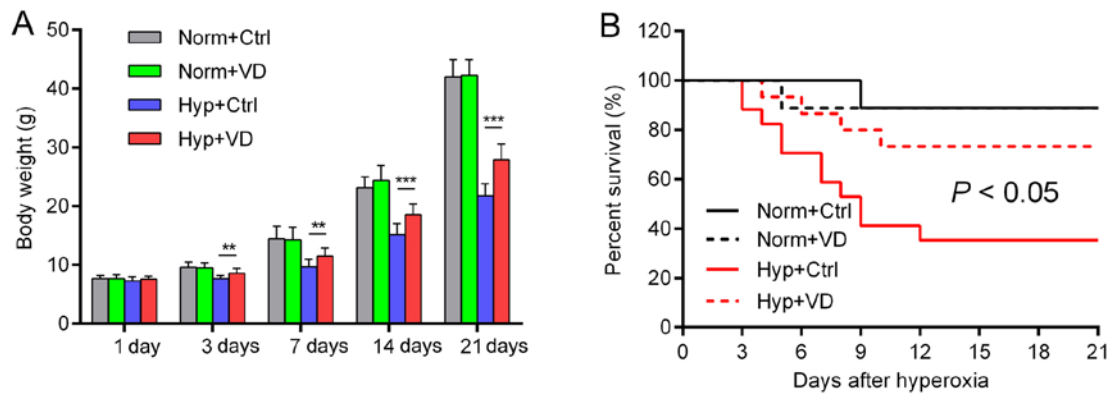 A
Norm+Ctrl
Norm+VD
Hyp+Ctrl
Hyp+VD
Body weight (g)
50
40
30
20
10
0
**
**
***
***
1 day
3 days
7 days
14 days
21 days
B
Percent survival (%)
120
100
80
60
40
20
0
P < 0.05
Norm+Ctrl
Norm+VD
Hyp+Ctrl
Hyp+VD
0 3 6 9 12 15 18 21
Days after hyperoxia